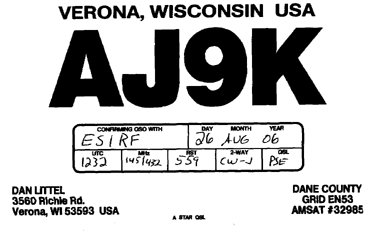 VERONA, WISCONSIN USA
AJ9K
CONFIRMING QSO WITH DAY MONTH YEAR
ES1RF 26 AUG 06
UTC MHz RST 2-WAY QSL
1232 145/432 559 CW-J PSE
DAN LITTEL
3560 Richie Rd.
Verona, WI 53593 USA
A STAR QSL
DANE COUNTY
GRID EN53
AMSAT #32985